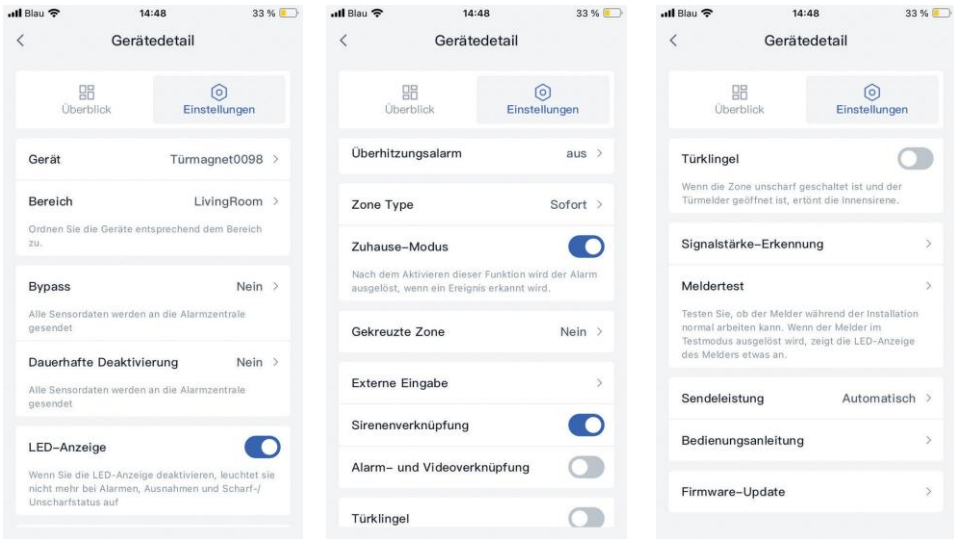 Blau 14:48 33 %
Gerätedetail
Überblick Einstellungen
Gerät Türmagnet0098
Bereich LivingRoom
Ordnen Sie die Geräte entsprechend dem Bereich
zu.
Bypass Nein
Alle Sensordaten werden an die Alarmzentrale
gesendet
Dauerhafte Deaktivierung Nein
Alle Sensordaten werden an die Alarmzentrale
gesendet
LED-Anzeige
Wenn Sie die LED-Anzeige deaktivieren, leuchtet sie
nicht mehr bei Alarmen, Ausnahmen und Scharf-/
Unscharfstatus auf
Blau 14:48 33 %
Gerätedetail
Überblick Einstellungen
Überhitzungsalarm aus
Zone Type Sofort
Zuhause-Modus
Nach dem Aktivieren dieser Funktion wird der Alarm
ausgelöst, wenn ein Ereignis erkannt wird.
Gekreuzte Zone Nein
Externe Eingabe
Sirenenverknüpfung
Alarm- und Videoverknüpfung
Türklingel
Blau 14:48 33 %
Gerätedetail
Überblick Einstellungen
Türklingel
Wenn die Zone unscharf geschaltet ist und der
Türmelder geöffnet ist, ertönt die Innensirene.
Signalstärke-Erkennung
Meldertest
Testen Sie, ob der Melder während der Installation
normal arbeiten kann. Wenn der Melder im
Testmodus ausgelöst wird, zeigt die LED-Anzeige
des Melders etwas an.
Sendeleistung Automatisch
Bedienungsanleitung
Firmware-Update